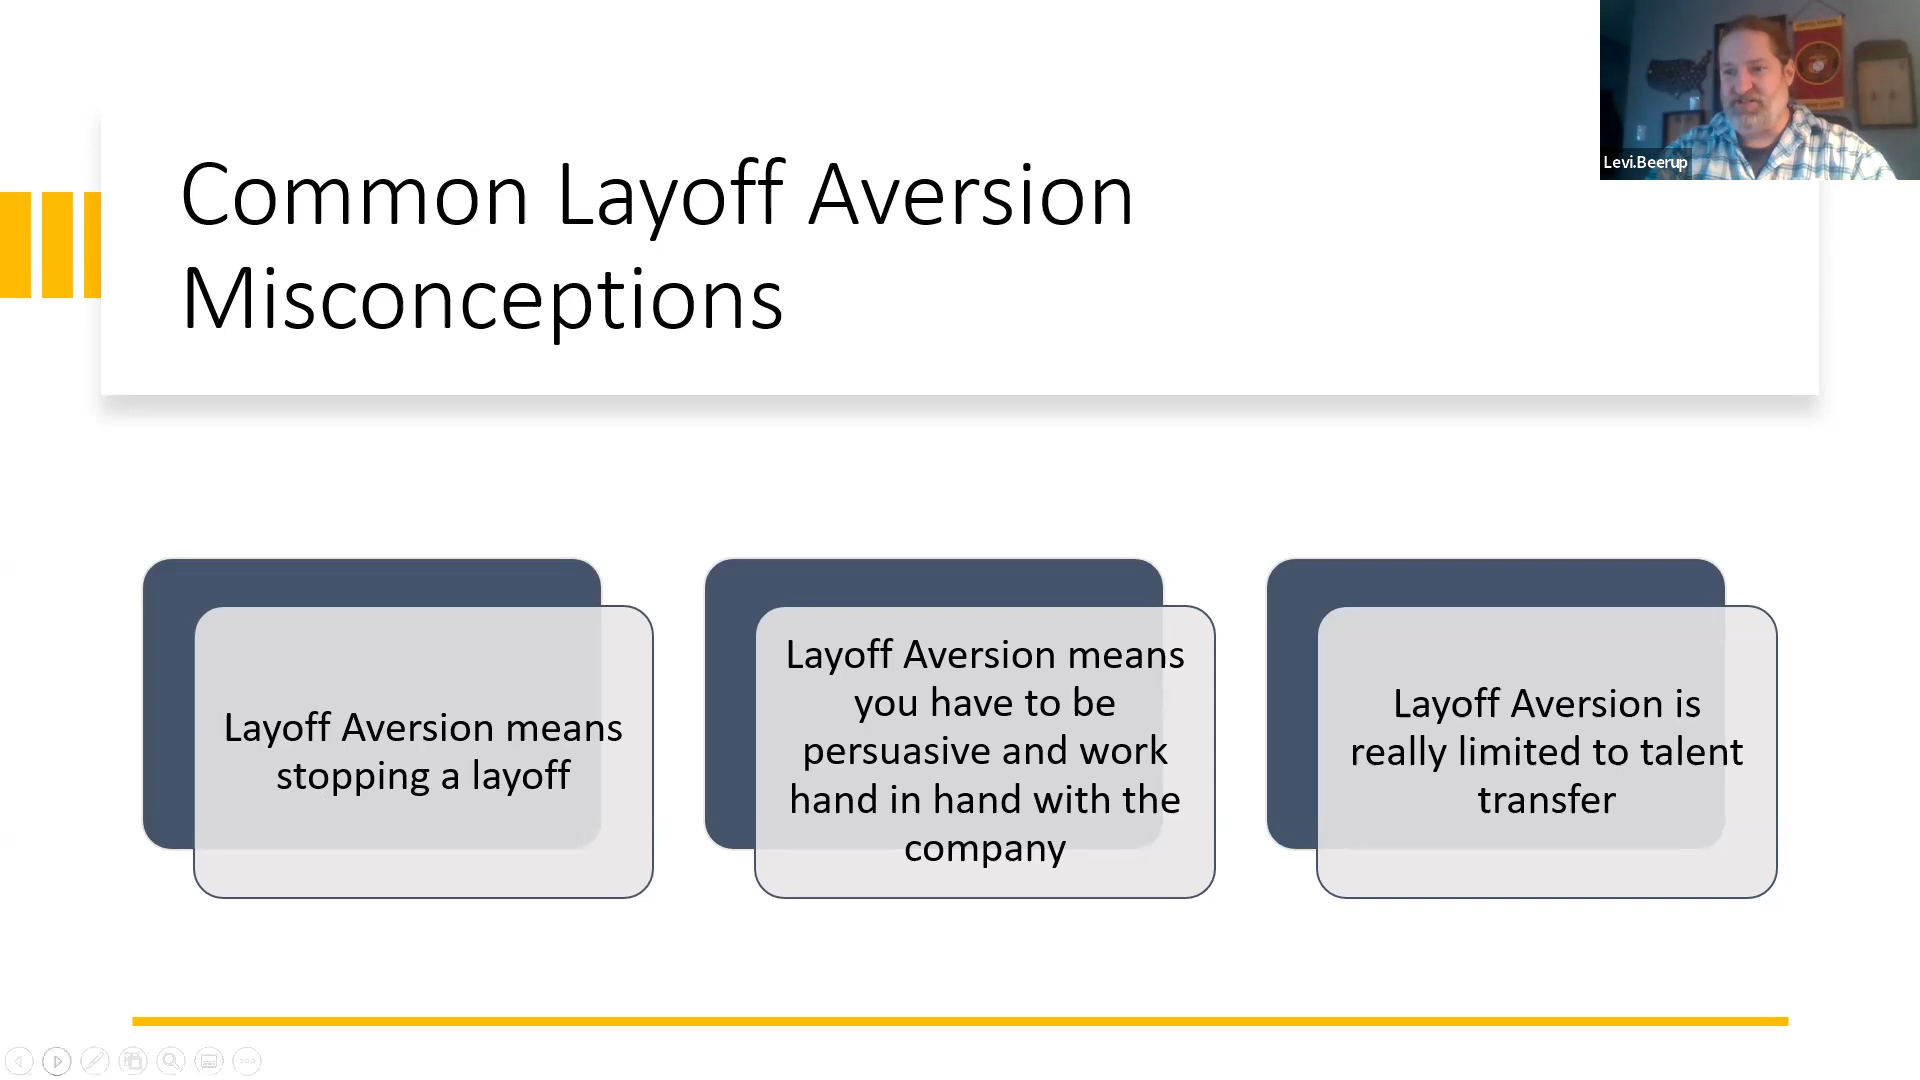 Levi.Beerup
Common Layoff Aversion
Misconceptions
Layoff Aversion means
stopping a layoff
Layoff Aversion means
you have to be
persuasive and work
hand in hand with the
company
Layoff Aversion is
really limited to talent
transfer